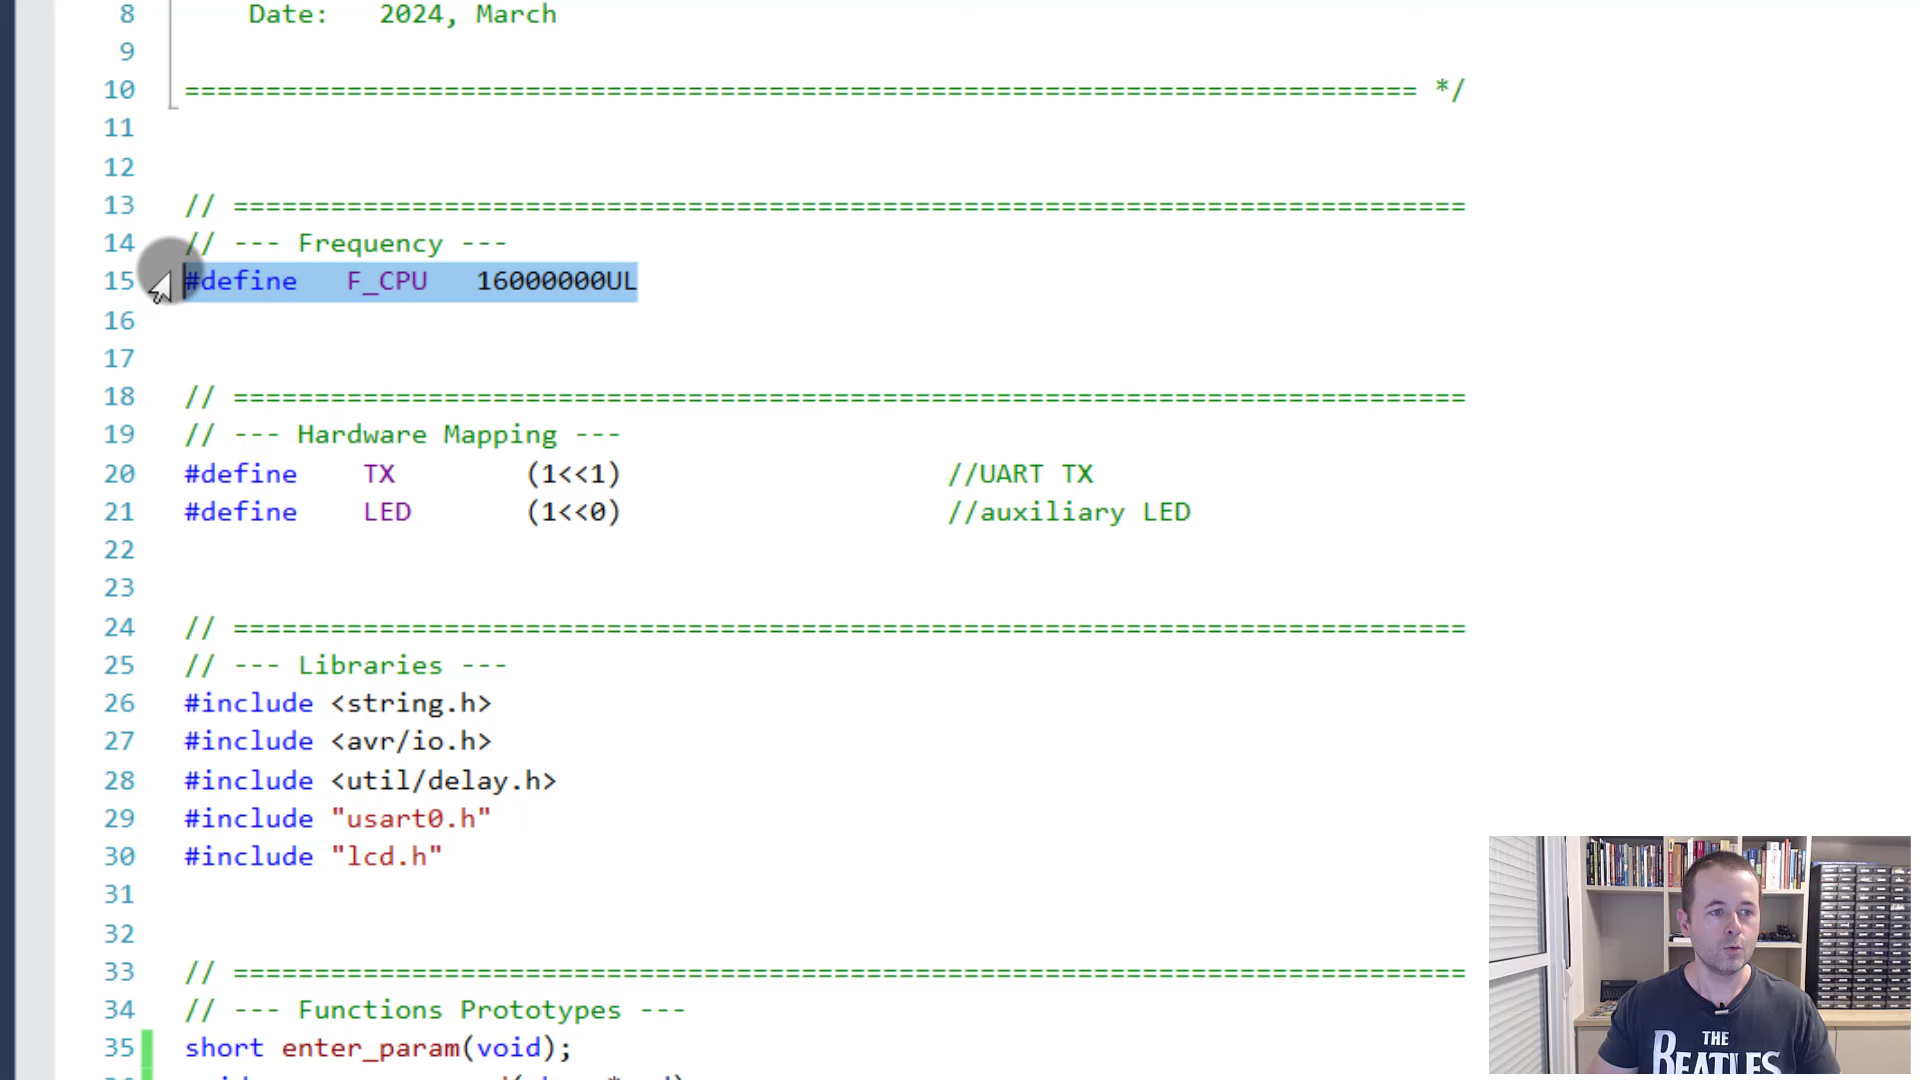 8 Date: 2024, March
9
10 ============================================================================ */
11
12
13 // ============================================================================
14 // --- Frequency ---
15 #define F_CPU 16000000UL
16
17
18 // ============================================================================
19 // --- Hardware Mapping ---
20 #define TX (1<<1) //UART TX
21 #define LED (1<<0) //auxiliary LED
22
23
24 // ============================================================================
25 // --- Libraries ---
26 #include <string.h>
27 #include <avr/io.h>
28 #include <util/delay.h>
29 #include "usart0.h"
30 #include "lcd.h"
31
32
33 // ============================================================================
34 // --- Functions Prototypes ---
35 short enter_param(void);
THE
BEATLES